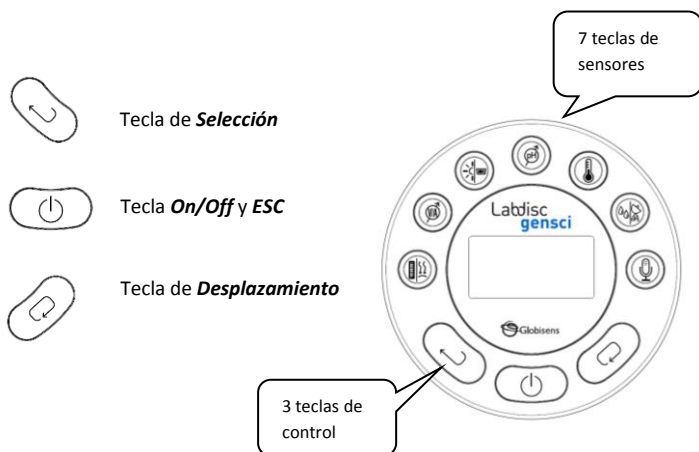 7 teclas de
sensores
Tecla de Selección
Tecla On/Off y ESC
Tecla de Desplazamiento
pH
V/A
Labdisc
gensci
Globisens
3 teclas de
control